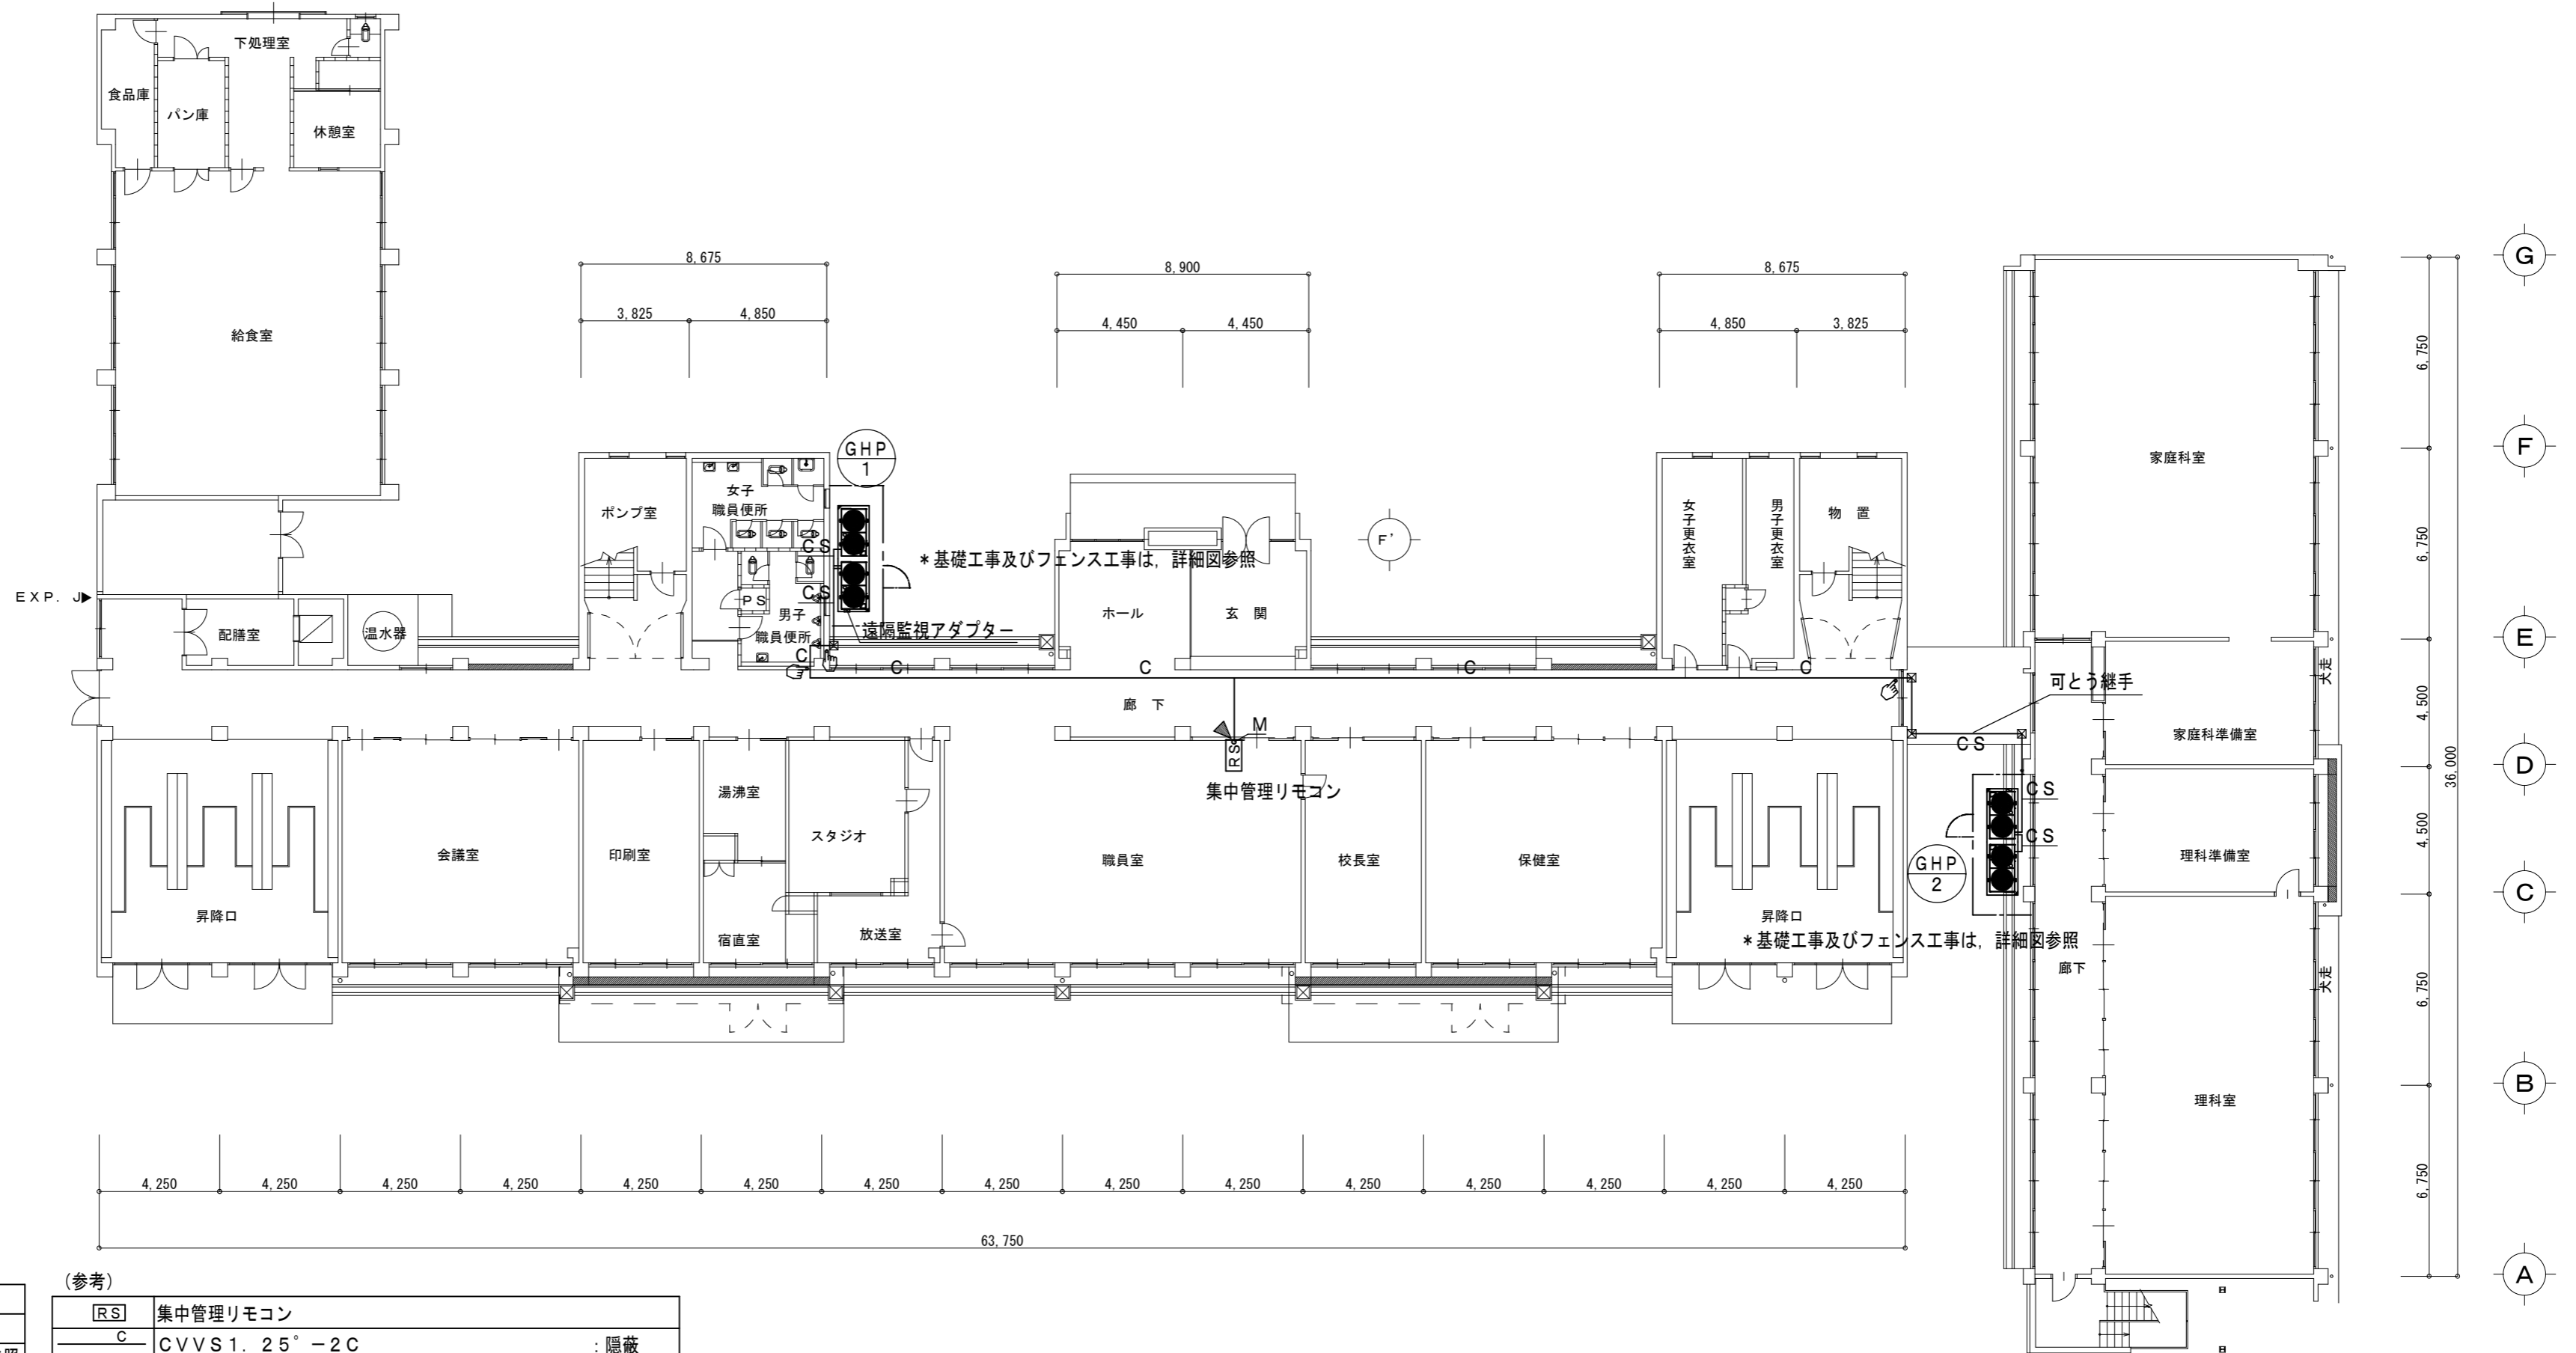 下処理室
食品庫
パン庫
休憩室
給食室
8,675
3,825 4,850
8,900
4,450 4,450
8,675
4,850 3,825
G
6,750
F
家庭科室
GHP
1
女子
職員便所
ポンプ室
CS
*基礎工事及びフェンス工事は，詳細図参照
F'
女子更衣室
男子更衣室
物 置
6,750
EXP. J
CS
PS
男子
職員便所
ホール
玄 関
配膳室
温水器
遠隔監視アダプター
E
C
C
C
C
C
犬走
可とう継手
廊 下
4,500
M
RS
集中管理リモコン
CS
家庭科準備室
D
36,000
湯沸室
スタジオ
CS
CS
4,500
会議室
印刷室
職員室
校長室
保健室
GHP
2
理科準備室
C
昇降口
宿直室
放送室
昇降口
*基礎工事及びフェンス工事は，詳細図参照
廊下
犬走
6,750
B
理科室
6,750
4,250 4,250 4,250 4,250 4,250 4,250 4,250 4,250 4,250 4,250 4,250 4,250 4,250 4,250 4,250
63,750
A
(参考)
RS 集中管理リモコン
C CVVS1.25°−2C :隠蔽